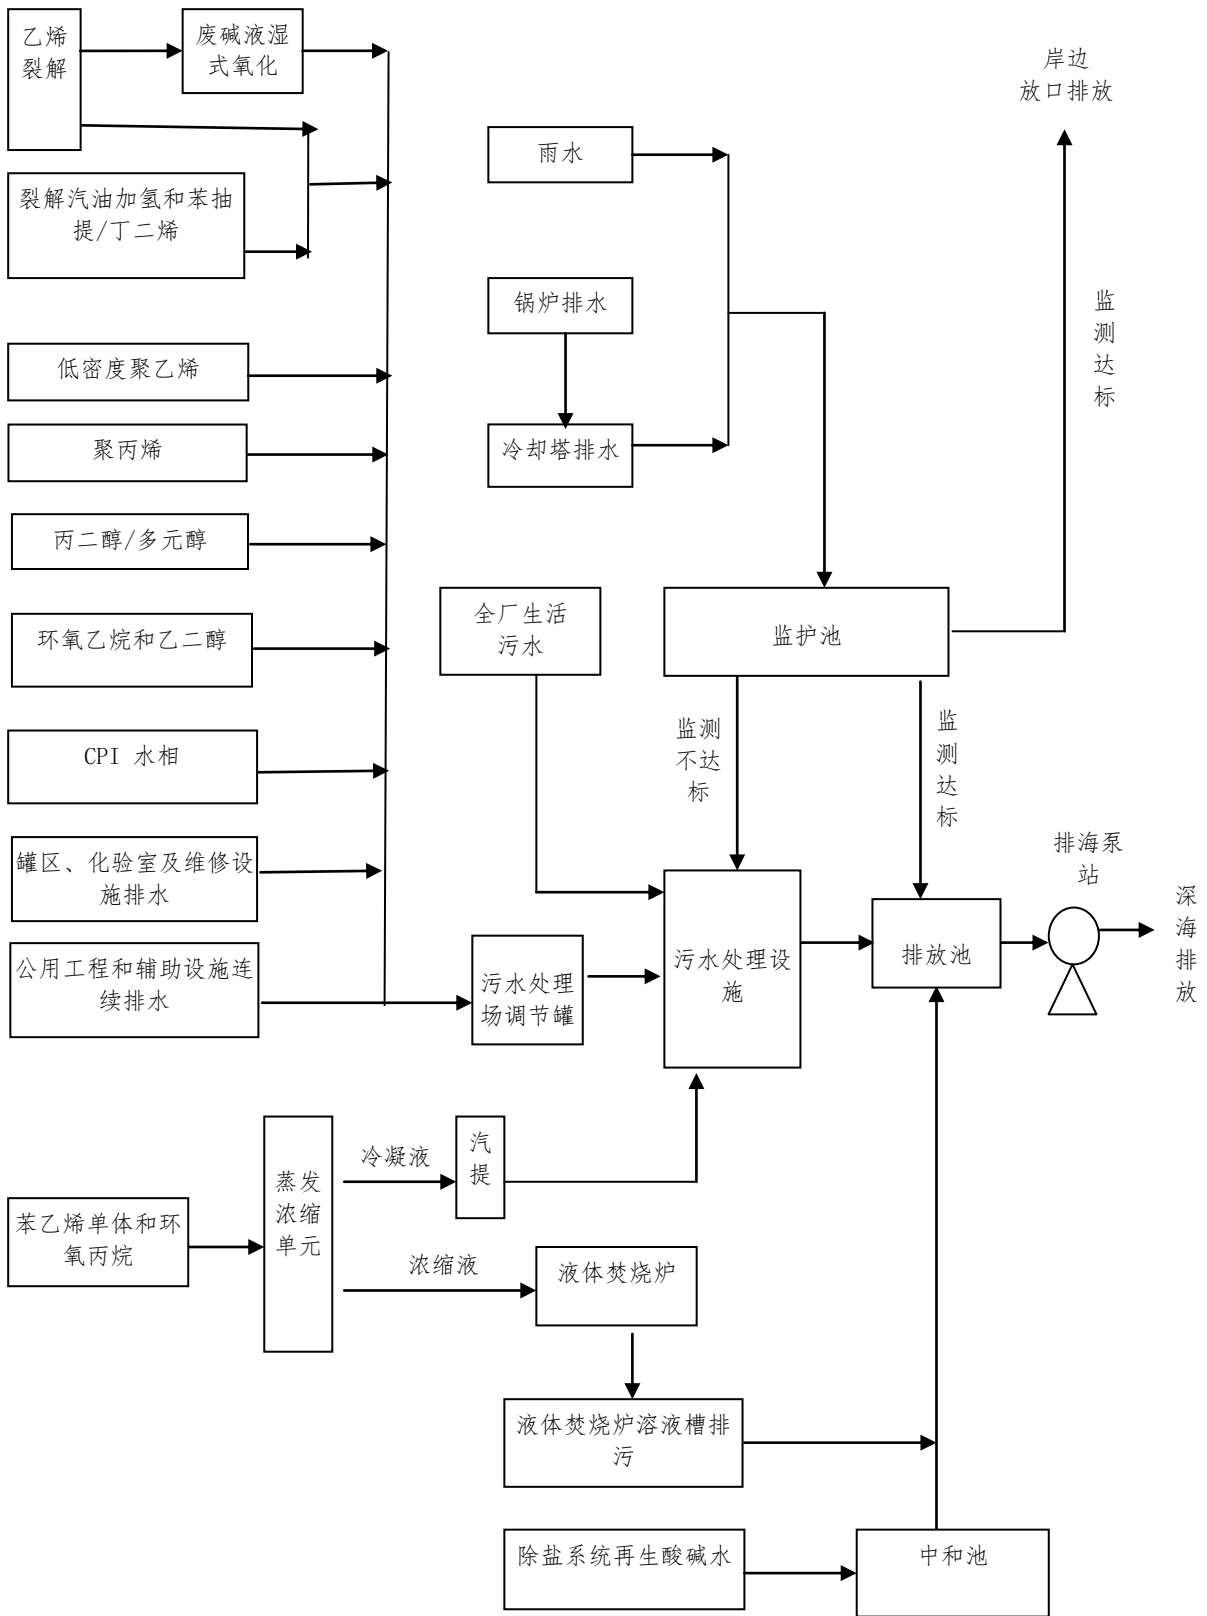 乙烯
裂解
废碱液湿
式氧化
裂解汽油加氢和苯抽
提/丁二烯
低密度聚乙烯
聚丙烯
丙二醇/多元醇
环氧乙烷和乙二醇
CPI 水相
罐区、化验室及维修设
施排水
公用工程和辅助设施连
续排水
污水处理
场调节罐
雨水
锅炉排水
冷却塔排水
全厂生活
污水
监护池
岸边
放口排放
监
测
达
标
监测
不达
标
监
测
达
标
污水处理设
施
排放池
排海泵
站
深
海
排
放
苯乙烯单体和环
氧丙烷
蒸发
浓缩
单元
冷凝液
汽
提
浓缩液
液体焚烧炉
液体焚烧炉溶液槽排
污
除盐系统再生酸碱水
中和池